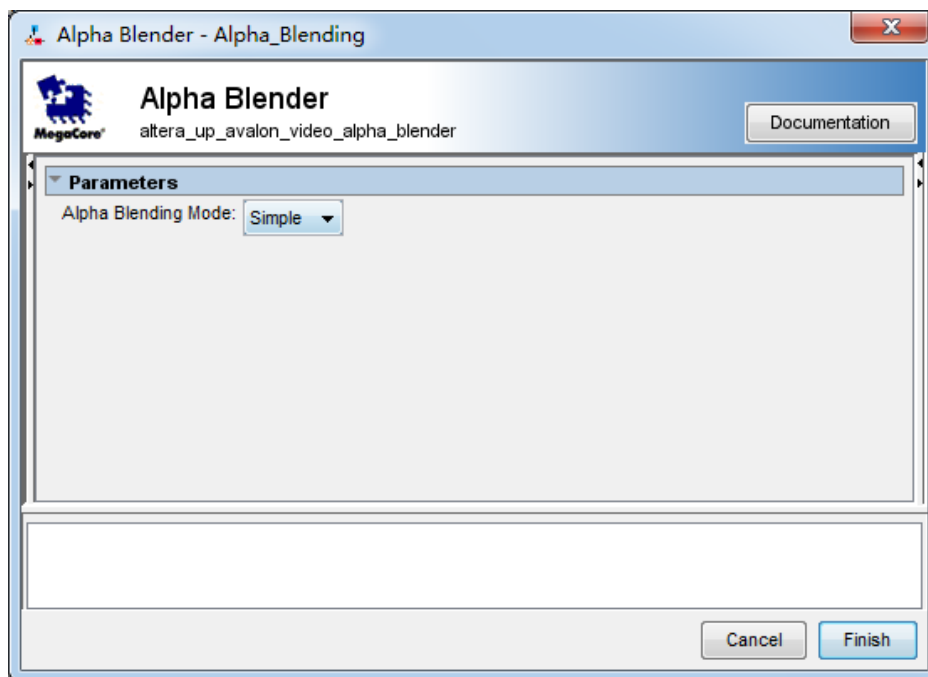 Alpha Blender - Alpha_Blending
Alpha Blender
altera_up_avalon_video_alpha_blender
MegaCore®
Documentation
Parameters
Alpha Blending Mode: Simple
Cancel Finish